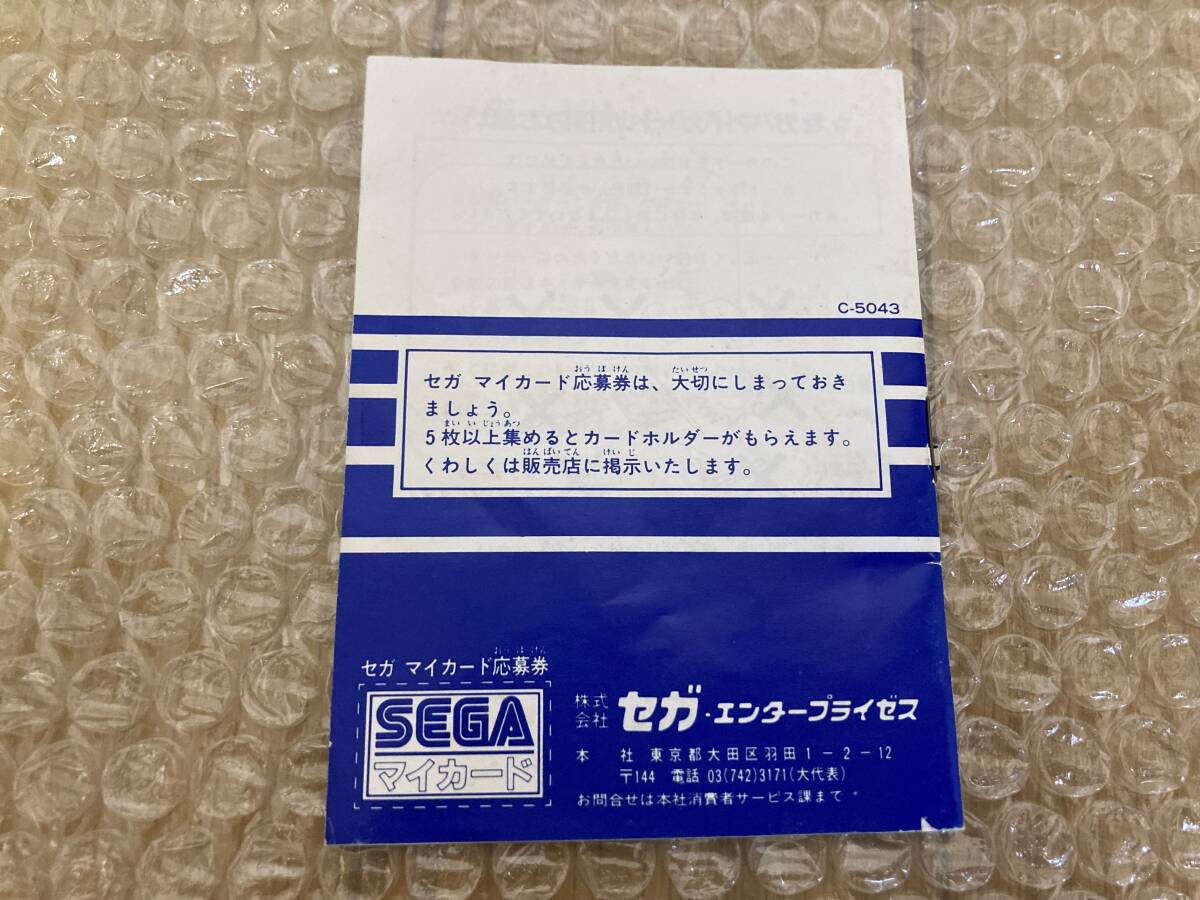 C-5043
セガ マイカード応募券は、大切にしまっておき
ましょう。
5枚以上集めるとカードホルダーがもらえます。
くわしくは販売店に掲示いたします。
セガ マイカード応募券
SEGA
マイカード
株式会社 セガ・エンタープライゼス
本 社 東京都大田区羽田1-2-12
〒144 電話 03(742)3171(大代表)
お問合せは本社消費者サービス課まで